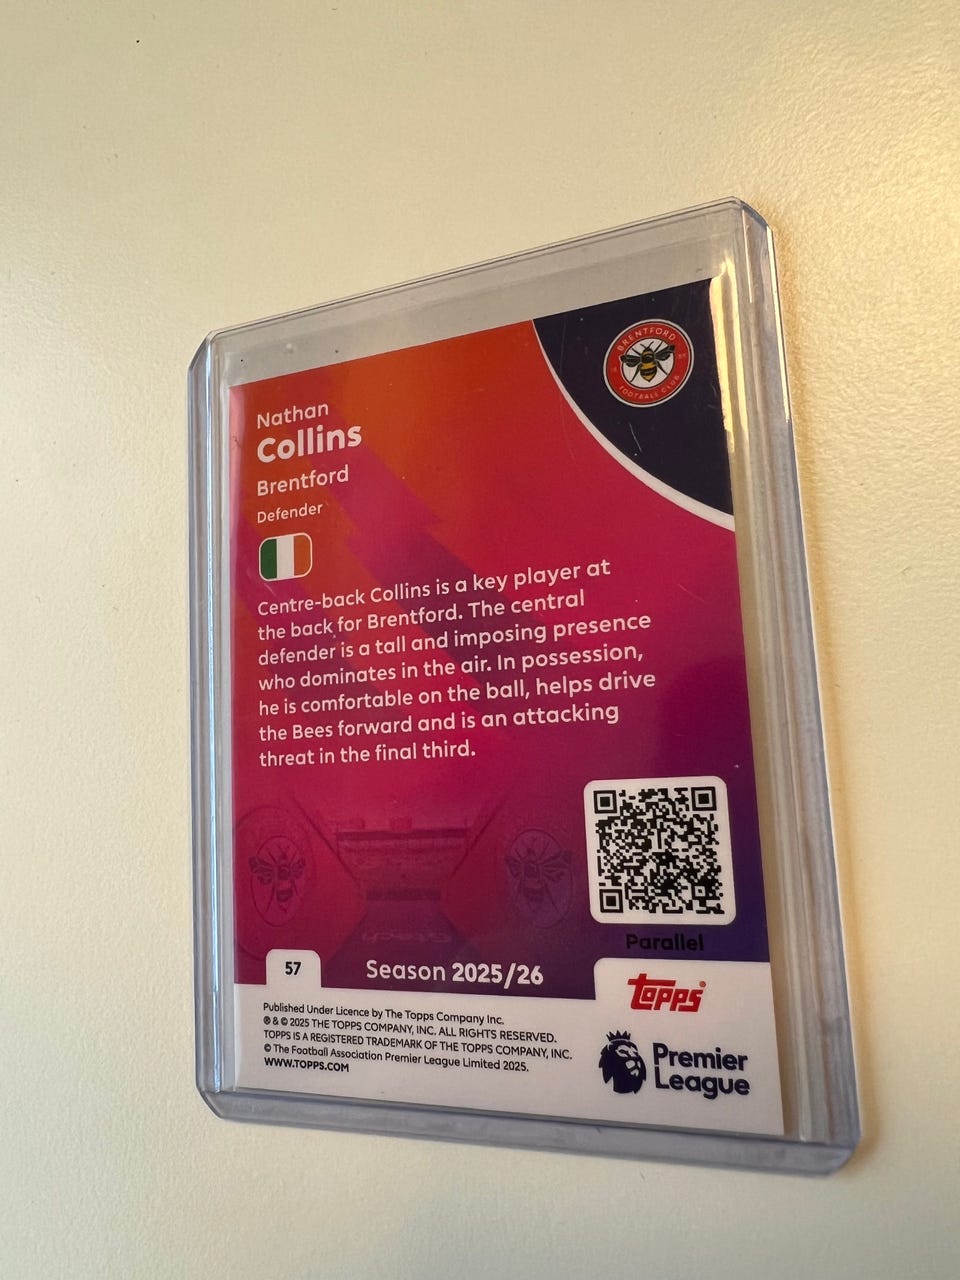 BRENTFORD
FOOTBALL CLUB
Nathan
Collins
Brentford
Defender
Centre-back Collins is a key player at
the back for Brentford. The central
defender is a tall and imposing presence
who dominates in the air. In possession,
he is comfortable on the ball, helps drive
the Bees forward and is an attacking
threat in the final third.
Parallel
57
Season 2025/26
topps®
Published Under Licence by The Topps Company Inc.
® & © 2025 THE TOPPS COMPANY, INC. ALL RIGHTS RESERVED.
TOPPS IS A REGISTERED TRADEMARK OF THE TOPPS COMPANY, INC.
© The Football Association Premier League Limited 2025.
WWW.TOPPS.COM
Premier
League